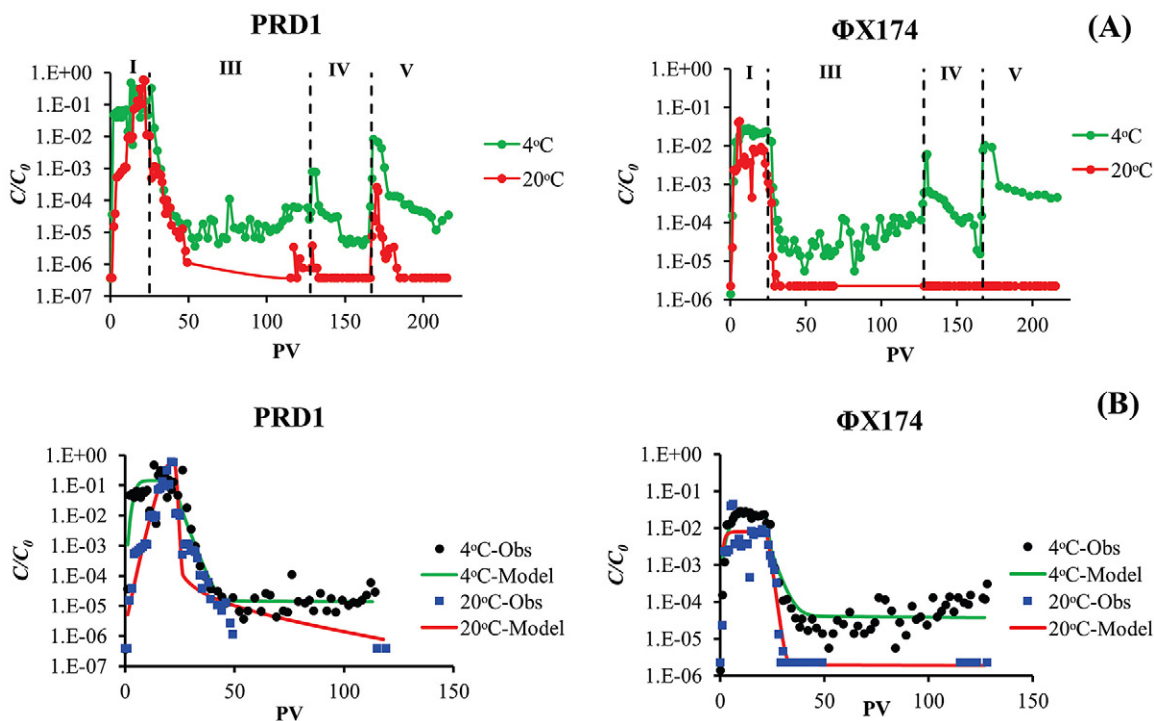 PRD1
ΦX174
(A)
I
III
IV
V
I
III
IV
V
1.E+00
1.E-01
1.E-02
1.E-03
1.E-04
1.E-05
1.E-06
1.E-07
C/C0
0
50
100
150
200
PV
4ºC
20ºC
1.E+00
1.E-01
1.E-02
1.E-03
1.E-04
1.E-05
1.E-06
C/C0
0
50
100
150
200
PV
4ºC
20ºC
PRD1
ΦX174
(B)
1.E+00
1.E-01
1.E-02
1.E-03
1.E-04
1.E-05
1.E-06
1.E-07
C/C0
0
50
100
150
PV
4ºC-Obs
4ºC-Model
20ºC-Obs
20ºC-Model
1.E+00
1.E-01
1.E-02
1.E-03
1.E-04
1.E-05
1.E-06
C/C0
0
50
100
150
PV
4ºC-Obs
4ºC-Model
20ºC-Obs
20ºC-Model